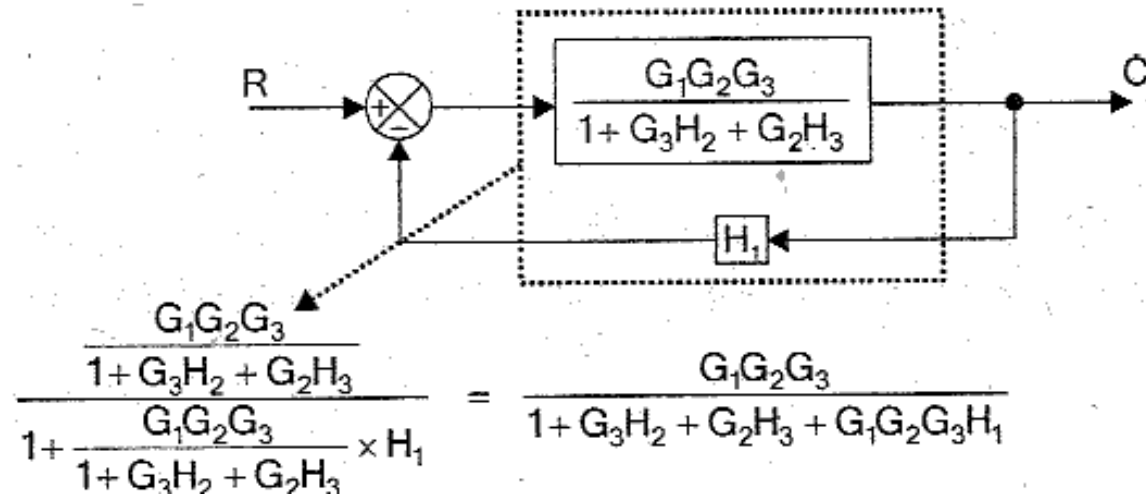 R + − G₁G₂G₃ C
1+ G₃H₂ + G₂H₃
H₁
G₁G₂G₃
1+ G₃H₂ + G₂H₃
1+ G₁G₂G₃ × H₁
1+ G₃H₂ + G₂H₃
= G₁G₂G₃
1+ G₃H₂ + G₂H₃ + G₁G₂G₃H₁